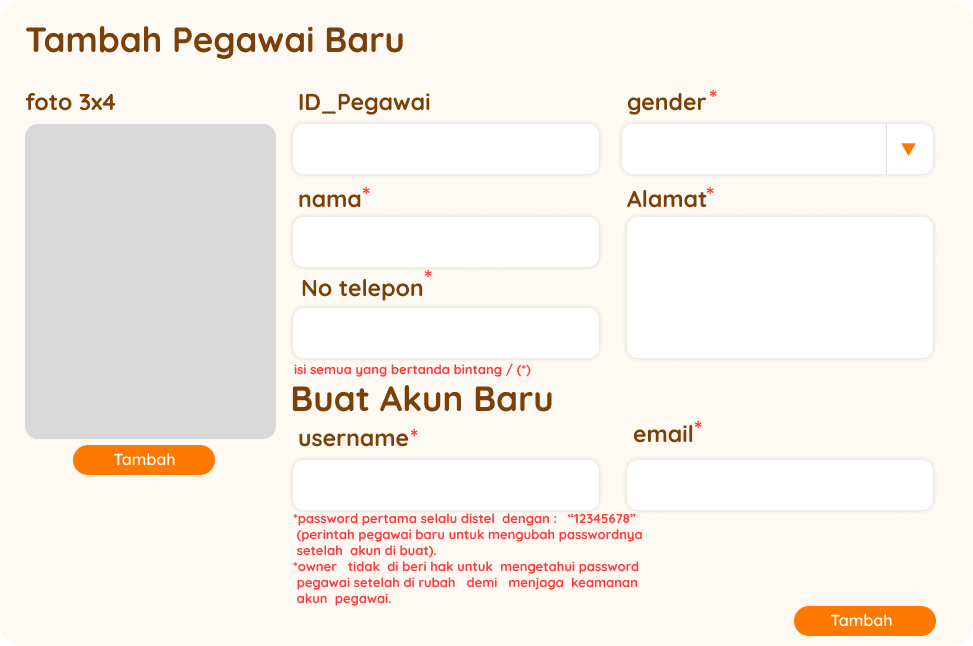 Tambah Pegawai Baru
foto 3x4
Tambah
ID_Pegawai
gender*
nama*
Alamat*
No telepon*
isi semua yang bertanda bintang / (*)
Buat Akun Baru
username*
email*
*password pertama selalu distel dengan : “12345678”
(perintah pegawai baru untuk mengubah passwordnya
setelah akun di buat).
*owner tidak di beri hak untuk mengetahui password
pegawai setelah di rubah demi menjaga keamanan
akun pegawai.
Tambah